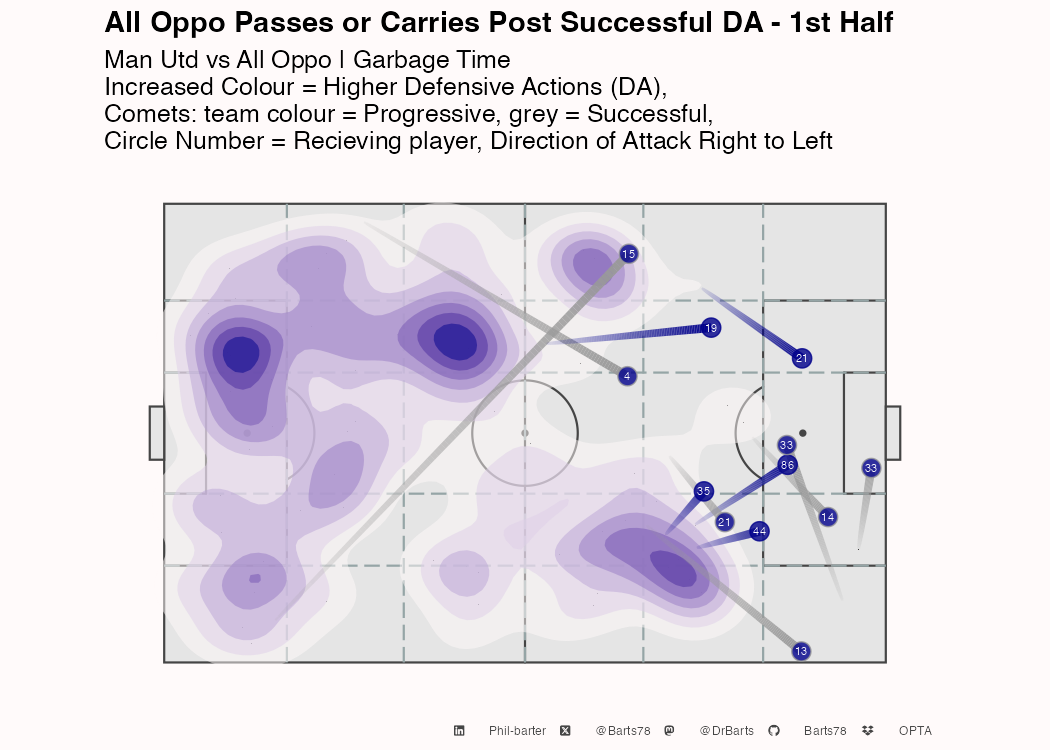 All Oppo Passes or Carries Post Successful DA - 1st Half
Man Utd vs All Oppo | Garbage Time
Increased Colour = Higher Defensive Actions (DA),
Comets: team colour = Progressive, grey = Successful,
Circle Number = Recieving player, Direction of Attack Right to Left
15
19
21
4
33
86
33
35
21
14
44
13
Phil-barter @Barts78 @DrBarts Barts78 OPTA